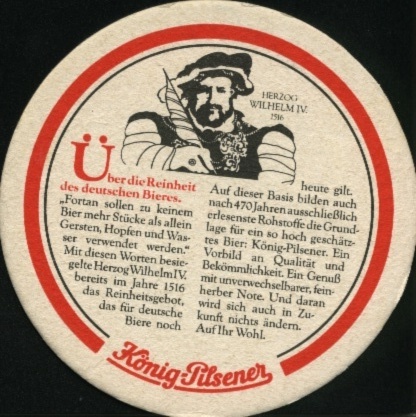 HERZOG
WILHELM IV.
1516
Über die Reinheit
des deutschen Bieres.
„Fortan sollen zu keinem
Bier mehr Stücke als allein
Gersten, Hopfen und Was-
ser verwendet werden.“
Mit diesen Worten besie-
gelte Herzog Wilhelm IV.
bereits im Jahre 1516
das Reinheitsgebot,
das für deutsche
Biere noch
heute gilt.
Auf dieser Basis bilden auch
nach 470 Jahren ausschließlich
erlesenste Rohstoffe die Grund-
lage für ein so hoch geschätz-
tes Bier: König-Pilsener. Ein
Vorbild an Qualität und
Bekömmlichkeit. Ein Genuß
mit unverwechselbarer, fein-
herber Note. Und daran
wird sich auch in Zu-
kunft nichts ändern.
Auf Ihr Wohl.
König-Pilsener